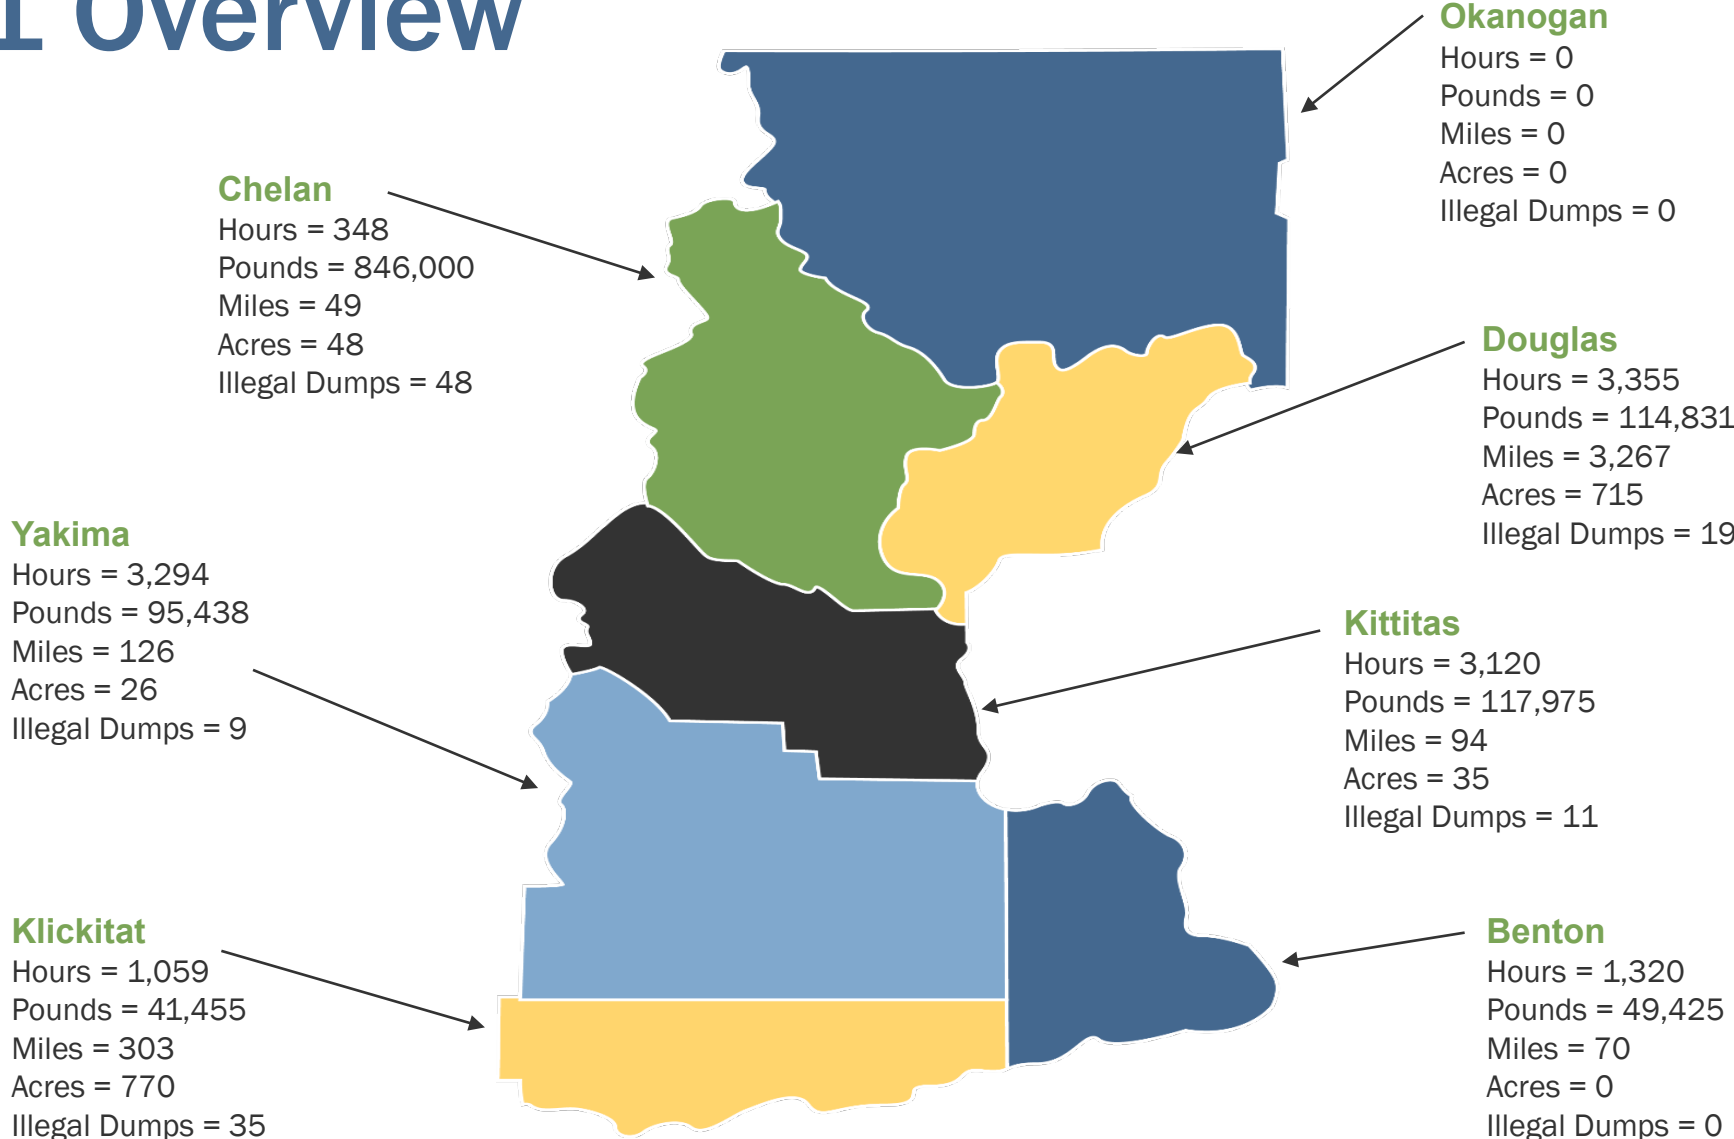 1 Overview
Okanogan
Hours = 0
Pounds = 0
Miles = 0
Acres = 0
Illegal Dumps = 0
Chelan
Hours = 348
Pounds = 846,000
Miles = 49
Acres = 48
Illegal Dumps = 48
Douglas
Hours = 3,355
Pounds = 114,831
Miles = 3,267
Acres = 715
Illegal Dumps = 19
Yakima
Hours = 3,294
Pounds = 95,438
Miles = 126
Acres = 26
Illegal Dumps = 9
Kittitas
Hours = 3,120
Pounds = 117,975
Miles = 94
Acres = 35
Illegal Dumps = 11
Klickitat
Hours = 1,059
Pounds = 41,455
Miles = 303
Acres = 770
Illegal Dumps = 35
Benton
Hours = 1,320
Pounds = 49,425
Miles = 70
Acres = 0
Illegal Dumps = 0